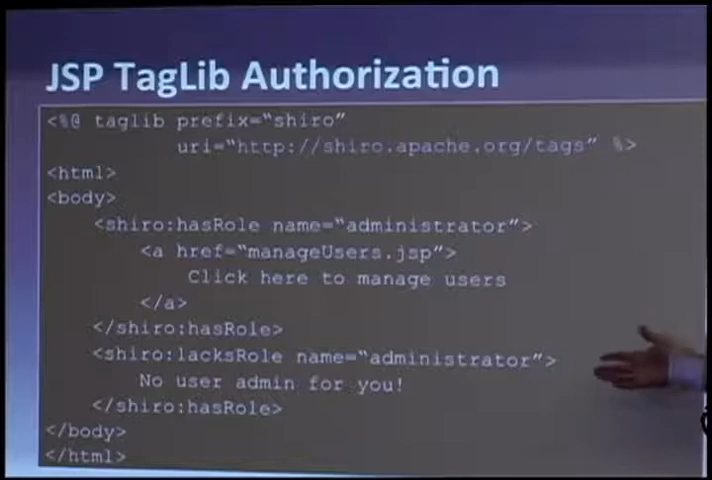 JSP TagLib Authorization
<%@ taglib prefix=“shiro”
uri=“http://shiro.apache.org/tags” %>
<html>
<body>
<shiro:hasRole name=“administrator”>
<a href=“manageUsers.jsp”>
Click here to manage users
</a>
</shiro:hasRole>
<shiro:lacksRole name=“administrator”>
No user admin for you!
</shiro:hasRole>
</body>
</html>